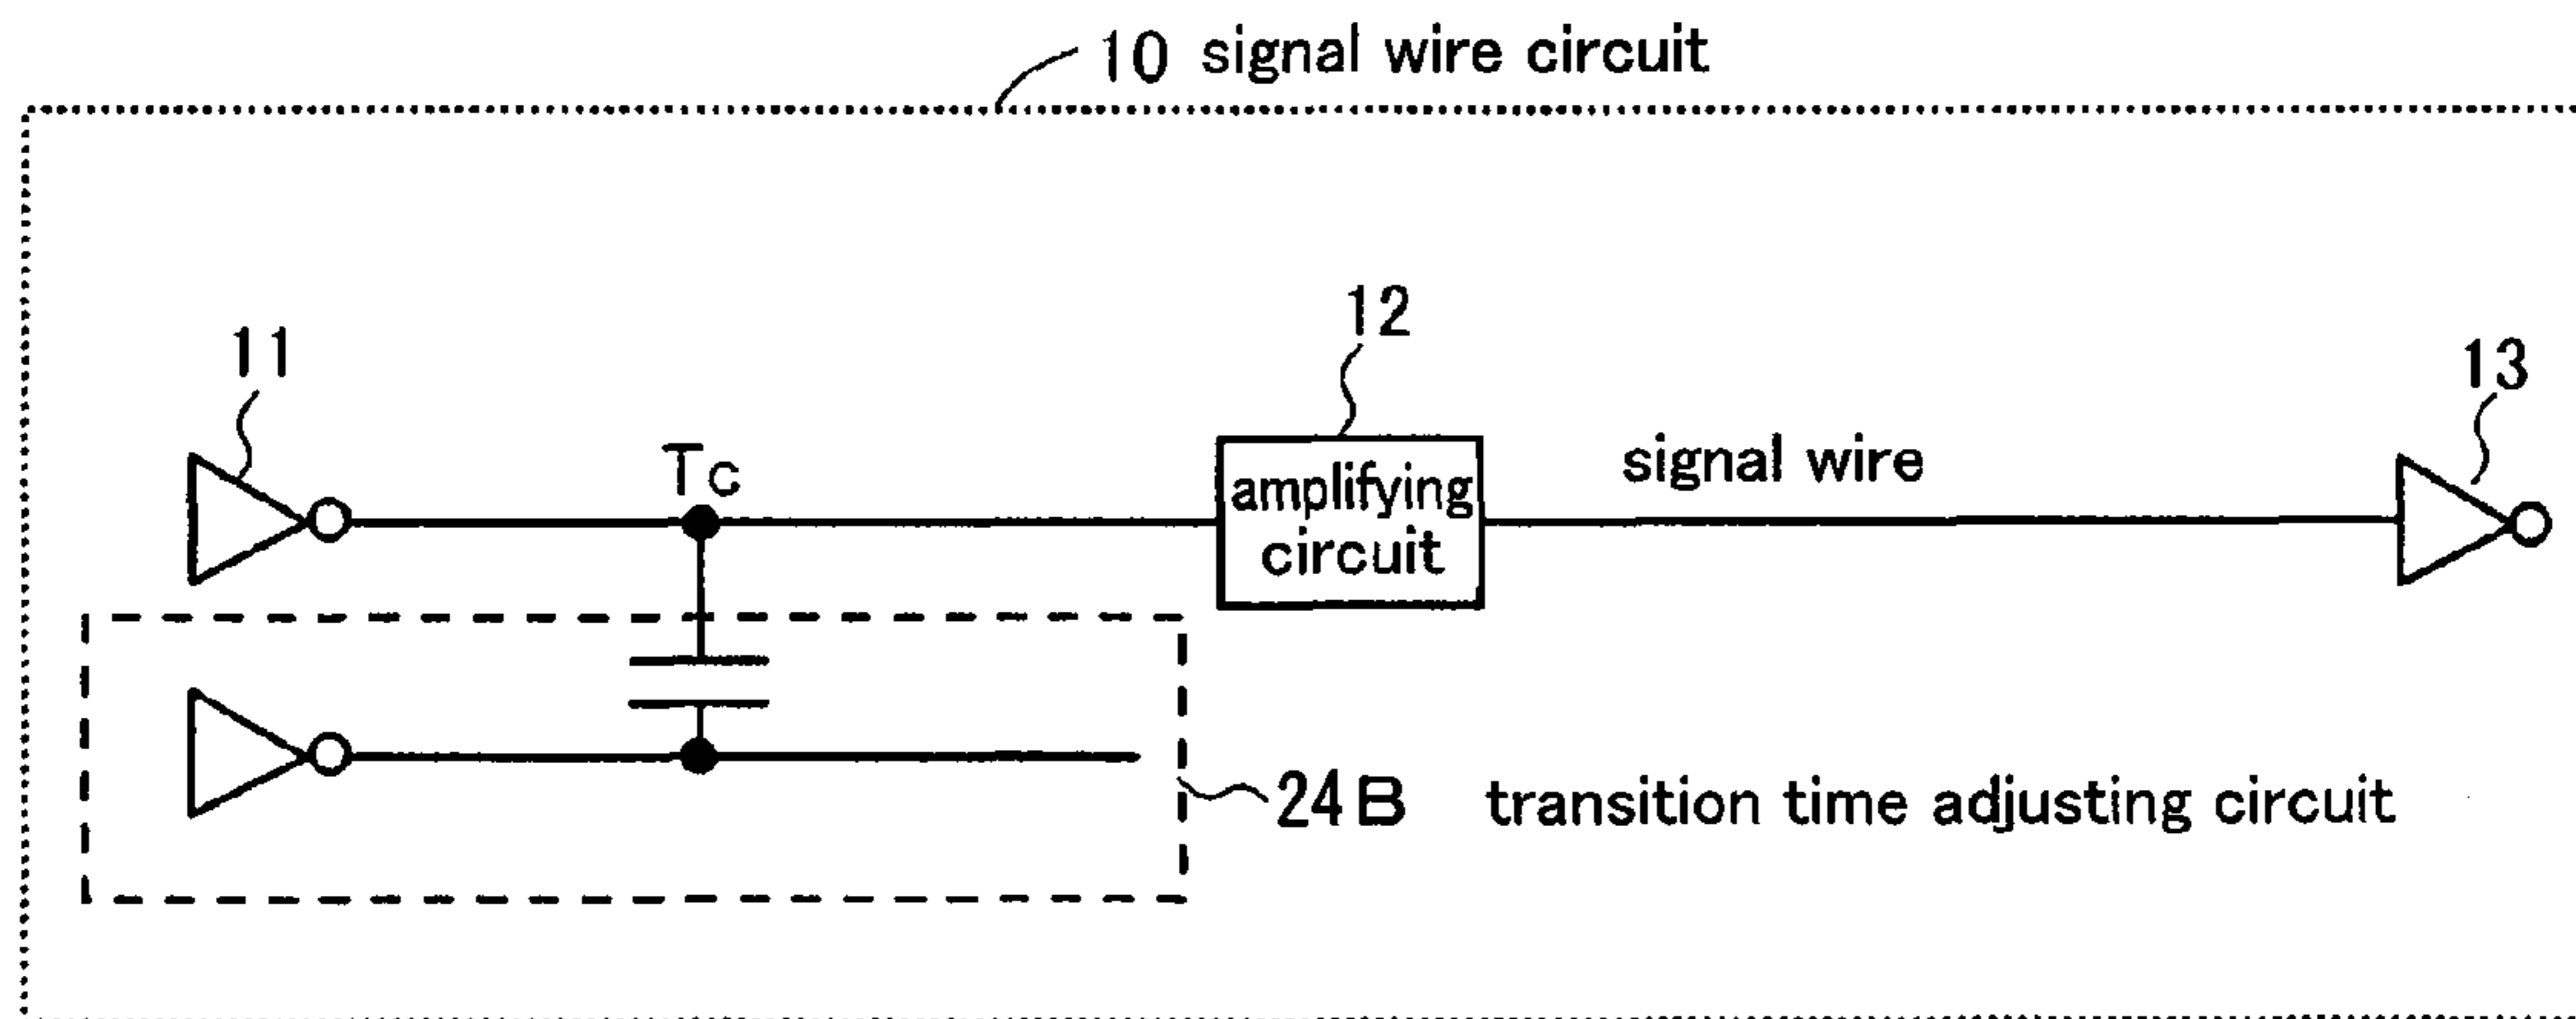 10 signal wire circuit
12
11
13
Tc
signal wire
amplifying
circuit
24B transition time adjusting circuit